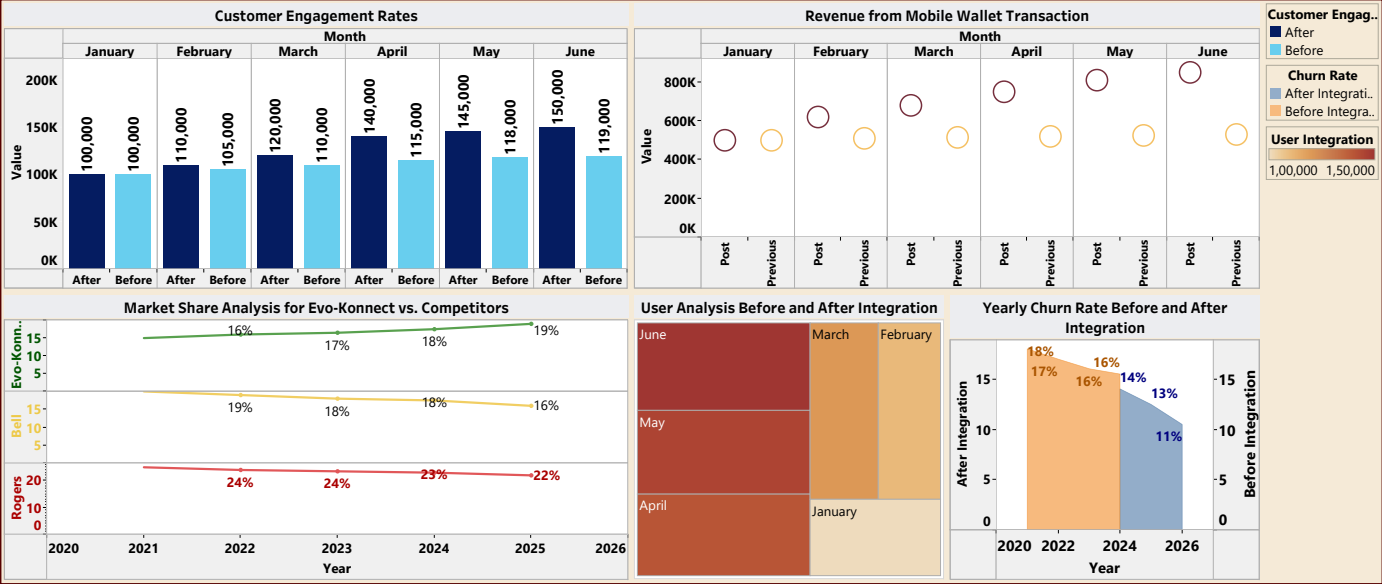 Customer Engagement Rates
Month
January February March April May June
200K
150K
100K
50K
0K
Value
100,000 100,000 110,000 105,000 120,000 110,000 140,000 115,000 145,000 118,000 150,000 119,000
After Before After Before After Before After Before After Before After Before
Revenue from Mobile Wallet Transaction
Month
January February March April May June
800K
600K
400K
200K
0K
Value
Post Previous Post Previous Post Previous Post Previous Post Previous Post Previous
Customer Engag..
After
Before
Churn Rate
After Integrati..
Before Integra..
User Integration
1,00,000 1,50,000
Market Share Analysis for Evo-Konnect vs. Competitors
Evo-Konn..
15
10
5
16% 17% 18% 19%
Bell
15
10
5
19% 18% 18% 16%
Rogers
20
10
0
24% 24% 23% 22%
2020 2021 2022 2023 2024 2025 2026
Year
User Analysis Before and After Integration
June
May
April
March
February
January
Yearly Churn Rate Before and After
Integration
After Integration
15
10
5
0
18% 17% 16% 16% 14% 13% 11%
15
10
5
0
Before Integration
2020 2022 2024 2026
Year